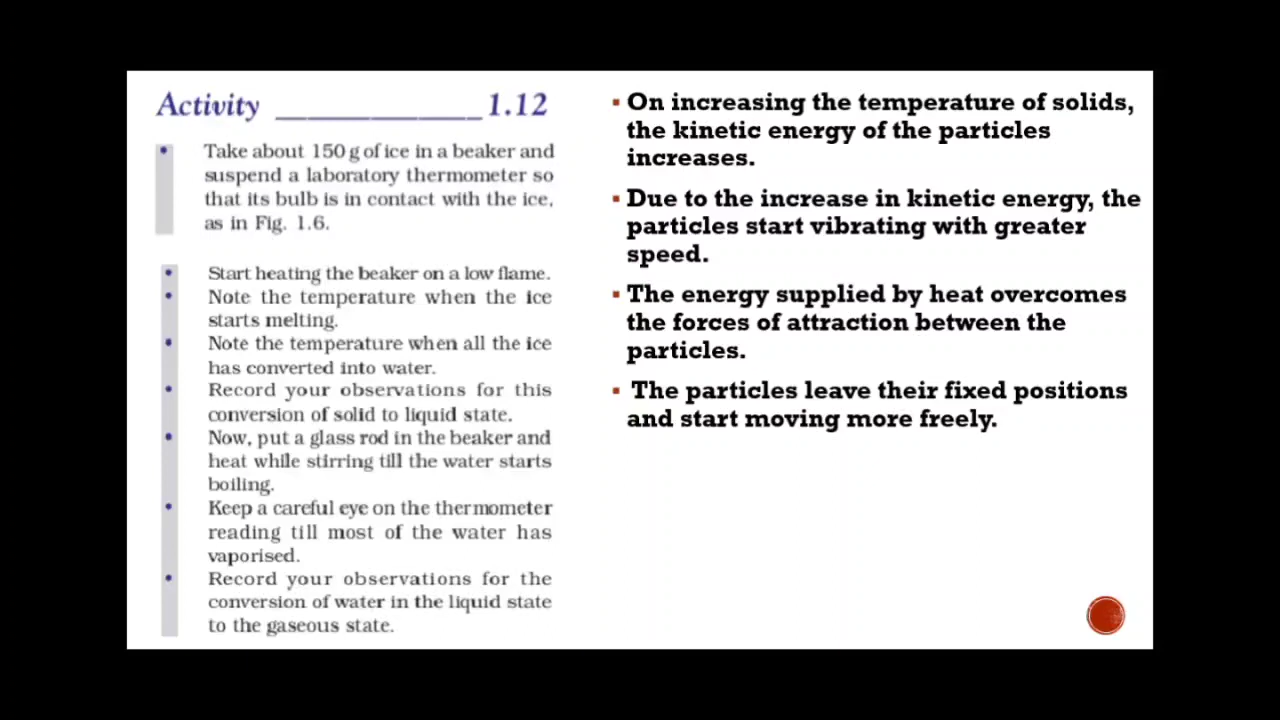 Activity ______________ 1.12
• Take about 150 g of ice in a beaker and
suspend a laboratory thermometer so
that its bulb is in contact with the ice,
as in Fig. 1.6.
• Start heating the beaker on a low flame.
• Note the temperature when the ice
starts melting.
• Note the temperature when all the ice
has converted into water.
• Record your observations for this
conversion of solid to liquid state.
• Now, put a glass rod in the beaker and
heat while stirring till the water starts
boiling.
• Keep a careful eye on the thermometer
reading till most of the water has
vaporised.
• Record your observations for the
conversion of water in the liquid state
to the gaseous state.
▪ On increasing the temperature of solids,
the kinetic energy of the particles
increases.
▪ Due to the increase in kinetic energy, the
particles start vibrating with greater
speed.
▪ The energy supplied by heat overcomes
the forces of attraction between the
particles.
▪ The particles leave their fixed positions
and start moving more freely.